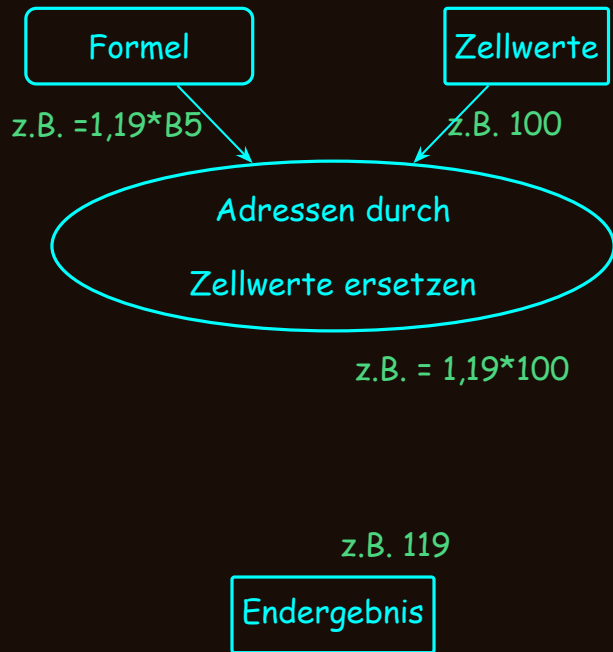 Formel
Zellwerte
z.B. =1,19*B5
z.B. 100
Adressen durch
Zellwerte ersetzen
z.B. = 1,19*100
z.B. 119
Endergebnis